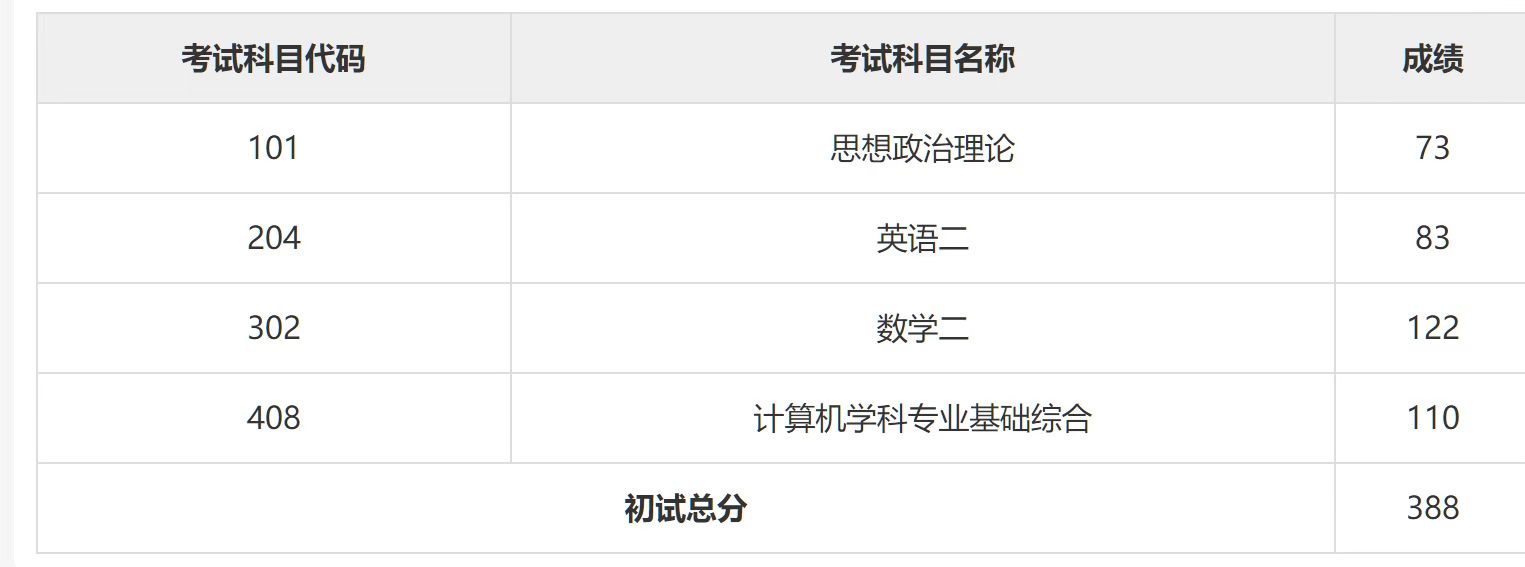 考试科目代码 考试科目名称 成绩
101 思想政治理论 73
204 英语二 83
302 数学二 122
408 计算机学科专业基础综合 110
初试总分 388